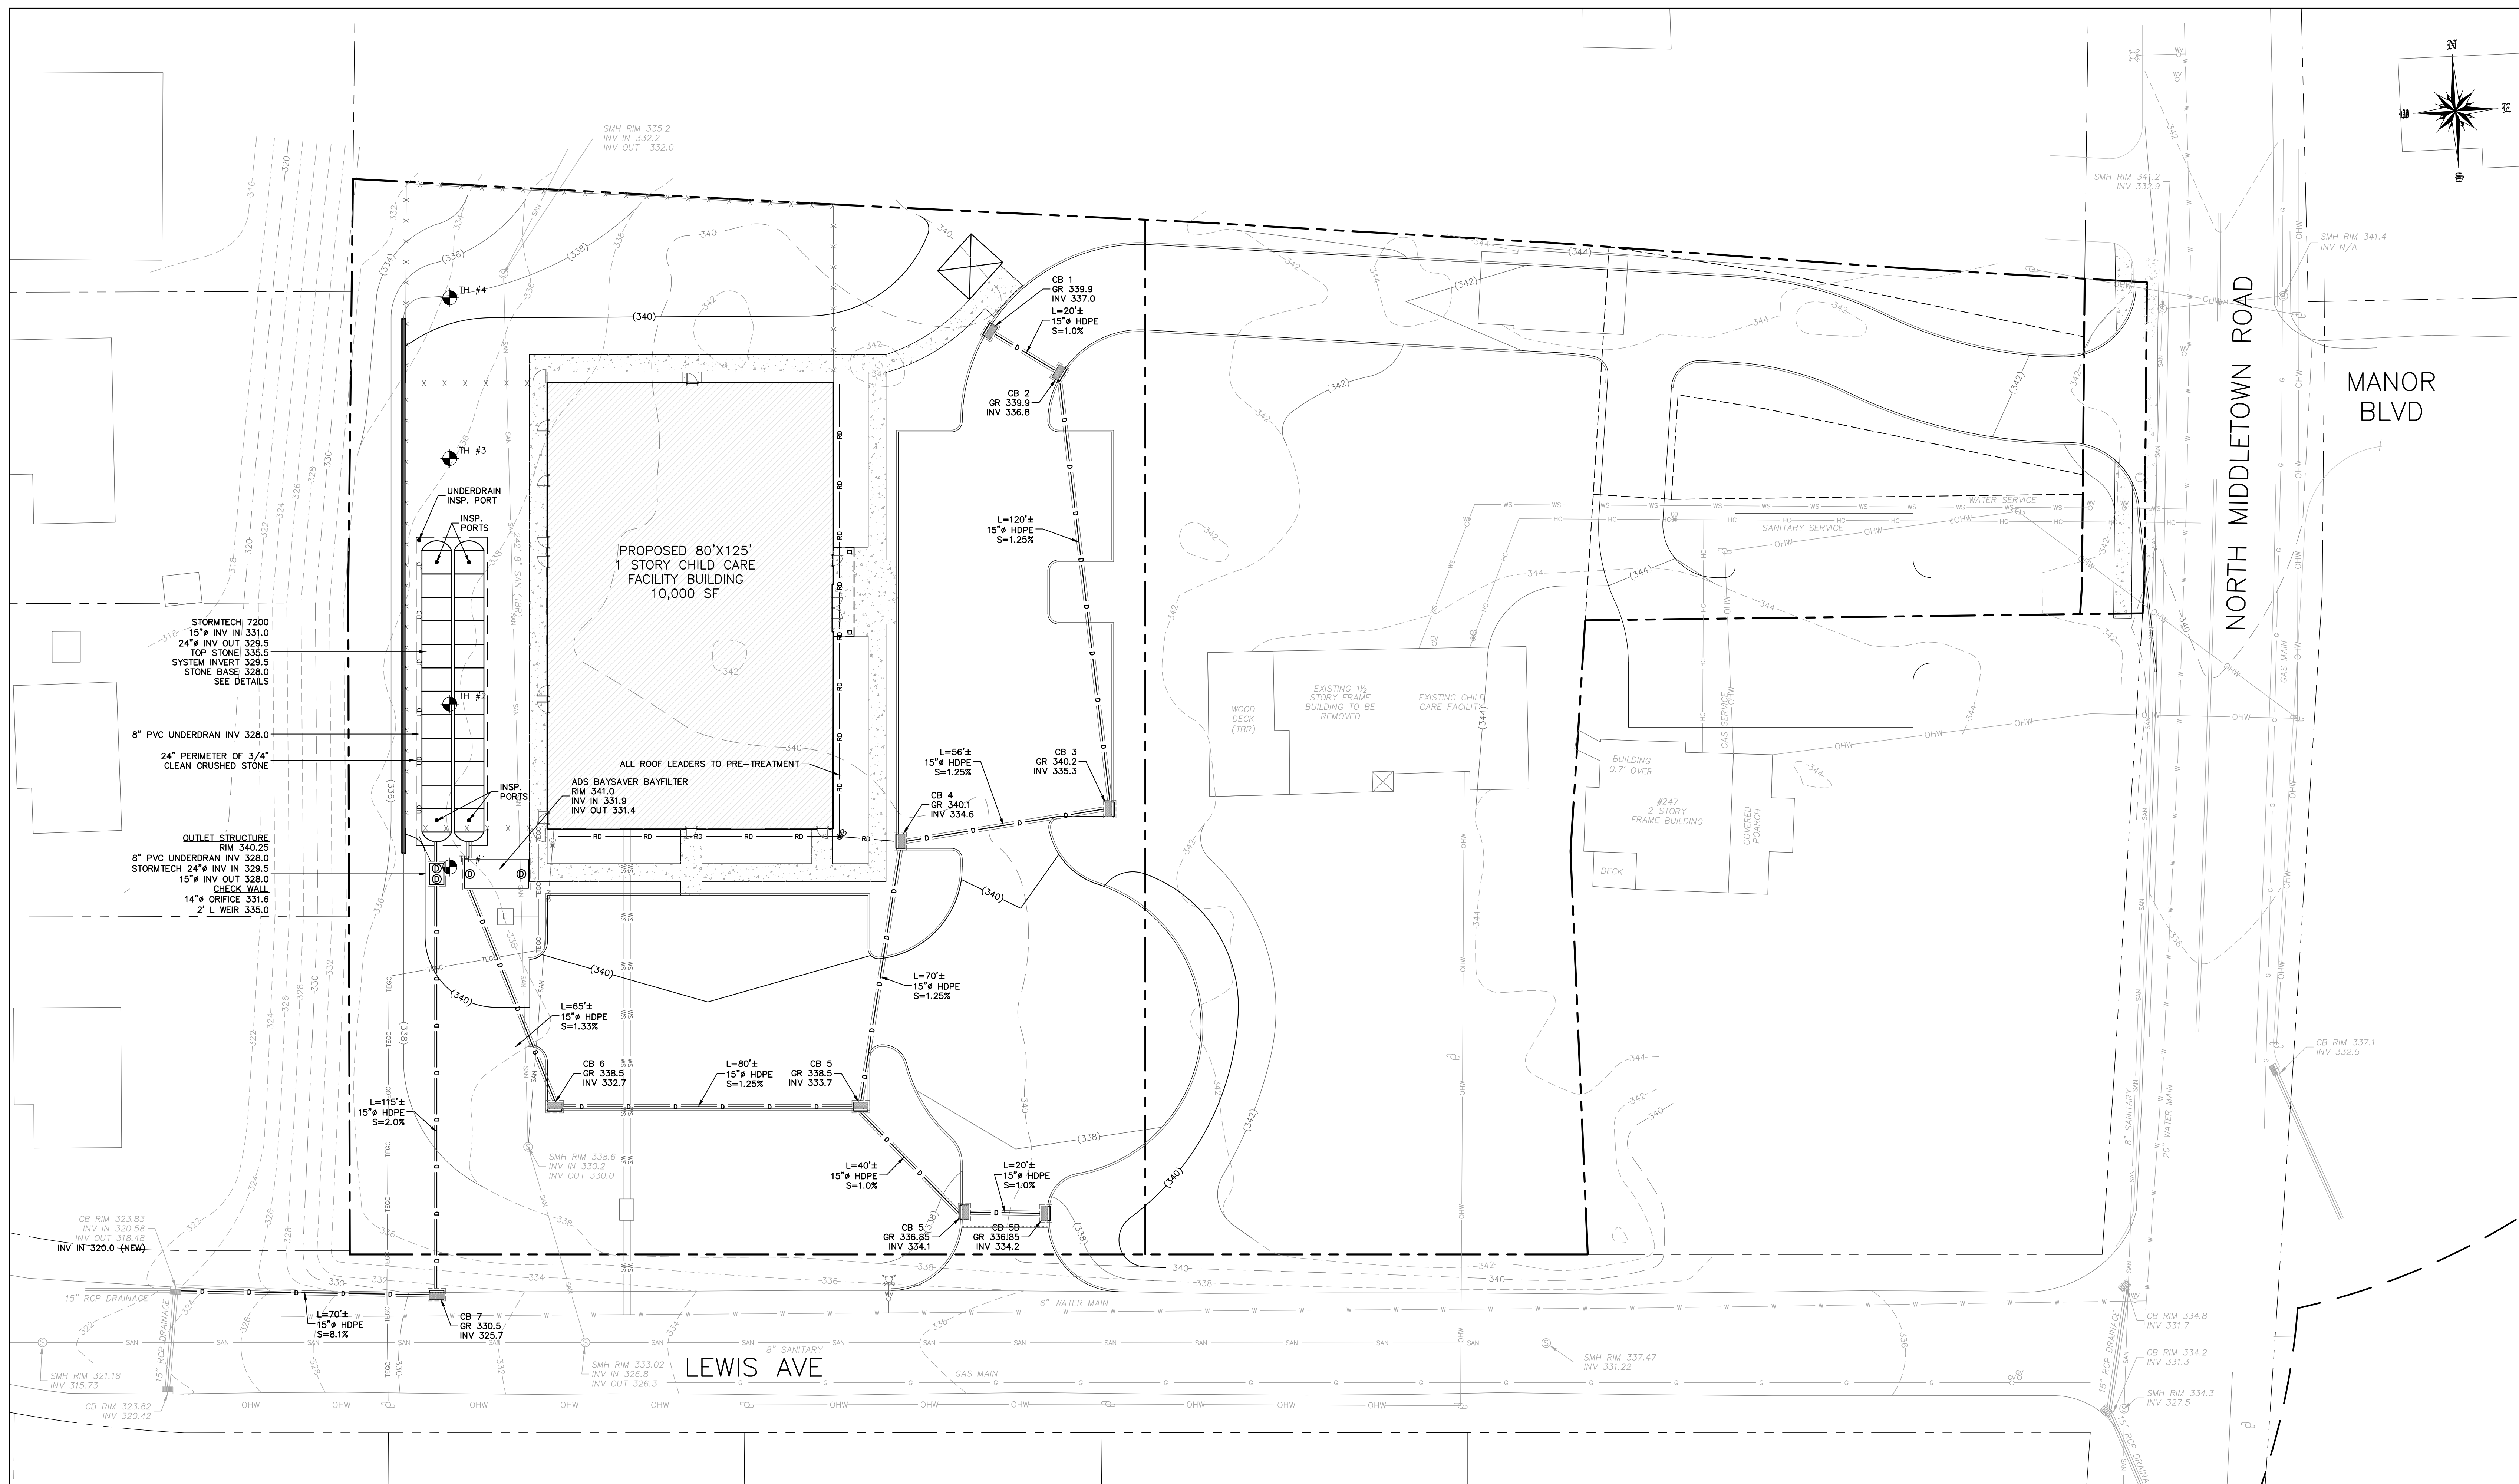 N
W
E
S
SMH RIM 335.2
INV IN 332.2
INV OUT 332.0
SMH RIM 341.2
INV 332.9
SMH RIM 341.4
INV N/A
NORTH MIDDLETOWN ROAD
MANOR
BLVD
CB 1
GR 339.9
INV 337.0
L=20'±
15"ø HDPE
S=1.0%
CB 2
GR 339.9
INV 336.8
TH #4
TH #3
TH #2
TH #1
UNDERDRAIN
INSP. PORT
INSP.
PORTS
242' 8" SAN (TBR)
PROPOSED 80'X125'
1 STORY CHILD CARE
FACILITY BUILDING
10,000 SF
L=120'±
15"ø HDPE
S=1.25%
WATER SERVICE
SANITARY SERVICE
GAS SERVICE
GAS MAIN
STORMTECH 7200
15"ø INV IN 331.0
24"ø INV OUT 329.5
TOP STONE 335.5
SYSTEM INVERT 329.5
STONE BASE 328.0
SEE DETAILS
8" PVC UNDERDRAIN INV 328.0
24" PERIMETER OF 3/4"
CLEAN CRUSHED STONE
OUTLET STRUCTURE
RIM 340.25
8" PVC UNDERDRAN INV 328.0
STORMTECH 24"ø INV IN 329.5
15"ø INV OUT 328.0
CHECK WALL
14"ø ORIFICE 331.6
2' L WEIR 335.0
INSP.
PORTS
ALL ROOF LEADERS TO PRE-TREATMENT
ADS BAYSAVER BAYFILTER
RIM 341.0
INV IN 331.9
INV OUT 331.4
L=56'±
15"ø HDPE
S=1.25%
CB 3
GR 340.2
INV 335.3
CB 4
GR 340.1
INV 334.6
WOOD
DECK
(TBR)
EXISTING 1½
STORY FRAME
BUILDING TO BE
REMOVED
EXISTING CHILD
CARE FACILITY
BUILDING
0.7' OVER
#247
2 STORY
FRAME BUILDING
COVERED
POARCH
DECK
L=70'±
15"ø HDPE
S=1.25%
L=65'±
15"ø HDPE
S=1.33%
CB 6
GR 338.5
INV 332.7
L=80'±
15"ø HDPE
S=1.25%
CB 5
GR 338.5
INV 333.7
L=115'±
15"ø HDPE
S=2.0%
SMH RIM 338.6
INV IN 330.2
INV OUT 330.0
L=40'±
15"ø HDPE
S=1.0%
L=20'±
15"ø HDPE
S=1.0%
CB 5
GR 336.85
INV 334.1
CB 5B
GR 336.85
INV 334.2
CB RIM 337.1
INV 332.5
8" SANITARY
20" WATER MAIN
CB RIM 323.83
INV IN 320.58
INV OUT 318.48
INV IN 320.0 (NEW)
15" RCP DRAINAGE
15" RCP DRAINAGE
L=70'±
15"ø HDPE
S=8.1%
CB 7
GR 330.5
INV 325.7
6" WATER MAIN
8" SANITARY
SMH RIM 321.18
INV 315.73
CB RIM 323.82
INV 320.42
SMH RIM 333.02
INV IN 326.8
INV OUT 326.3
LEWIS AVE
GAS MAIN
SMH RIM 337.47
INV 331.22
CB RIM 334.8
INV 331.7
CB RIM 334.2
INV 331.3
SMH RIM 334.3
INV 327.5
15" RCP DRAINAGE